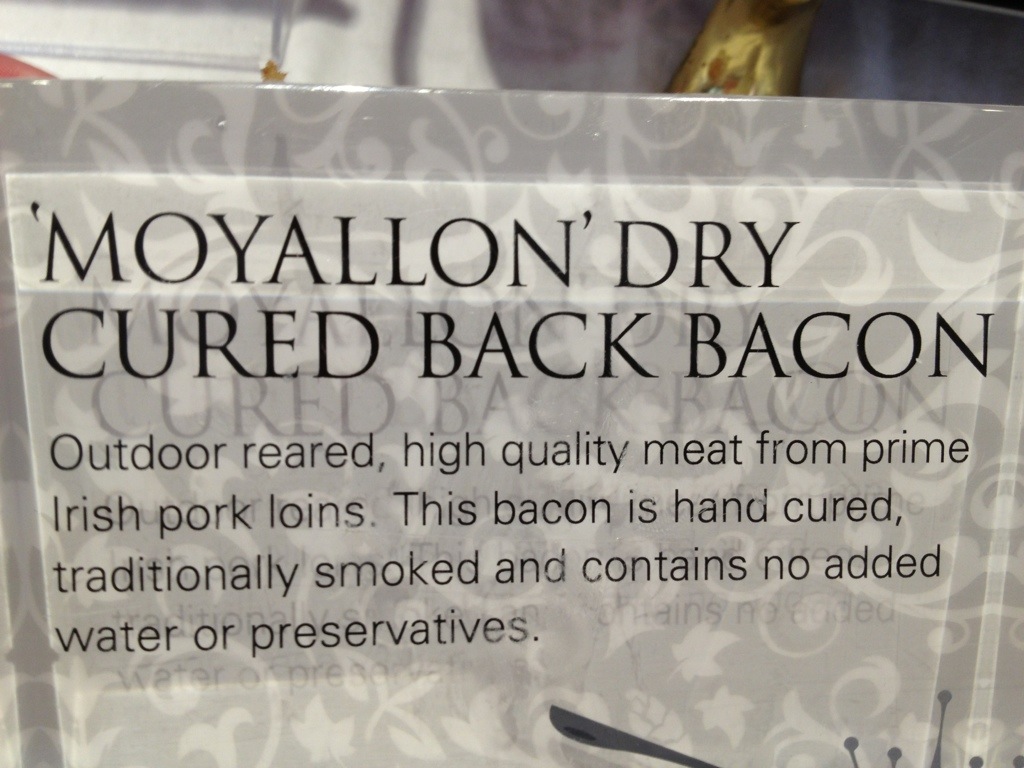 'MOYALLON' DRY
CURED BACK BACON
Outdoor reared, high quality meat from prime
Irish pork loins. This bacon is hand cured,
traditionally smoked and contains no added
water or preservatives.